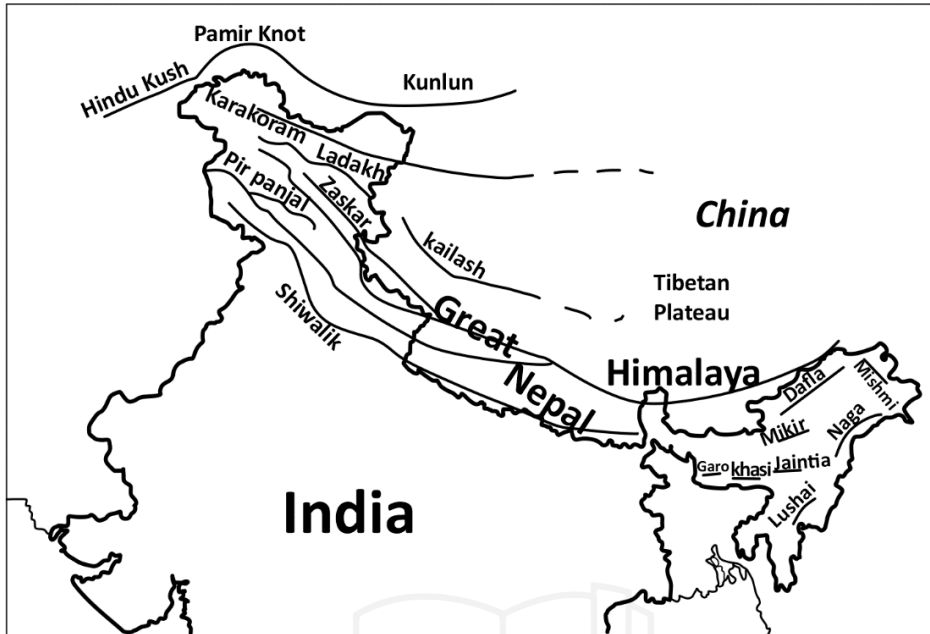 Pamir Knot
Hindu Kush
Kunlun
Karakoram
Ladakh
Zaskar
Pir panjal
China
kailash
Tibetan
Plateau
Shiwalik
Great
Himalaya
Nepal
Dafla
Mishmi
Mikir
Naga
Garo
khasi
Jaintia
Lushai
India